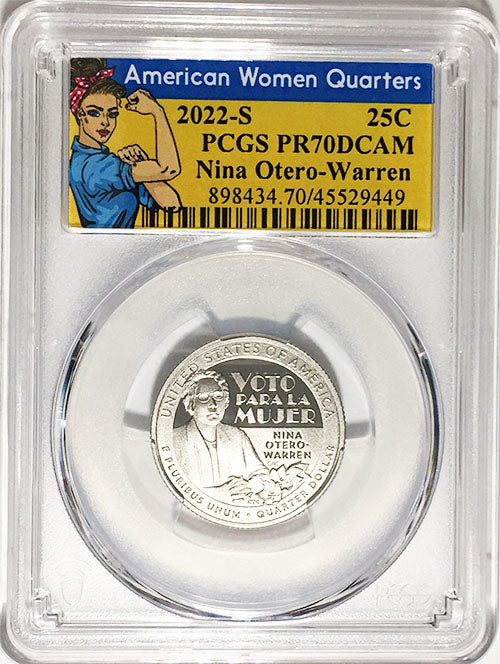 American Women Quarters
2022-S 25C
PCGS PR70DCAM
Nina Otero-Warren
898434.70/45529449
UNITED STATES OF AMERICA
VOTO
PARA LA
MUJER
NINA
OTERO-
WARREN
E PLURIBUS UNUM • QUARTER DOLLAR
PCGS